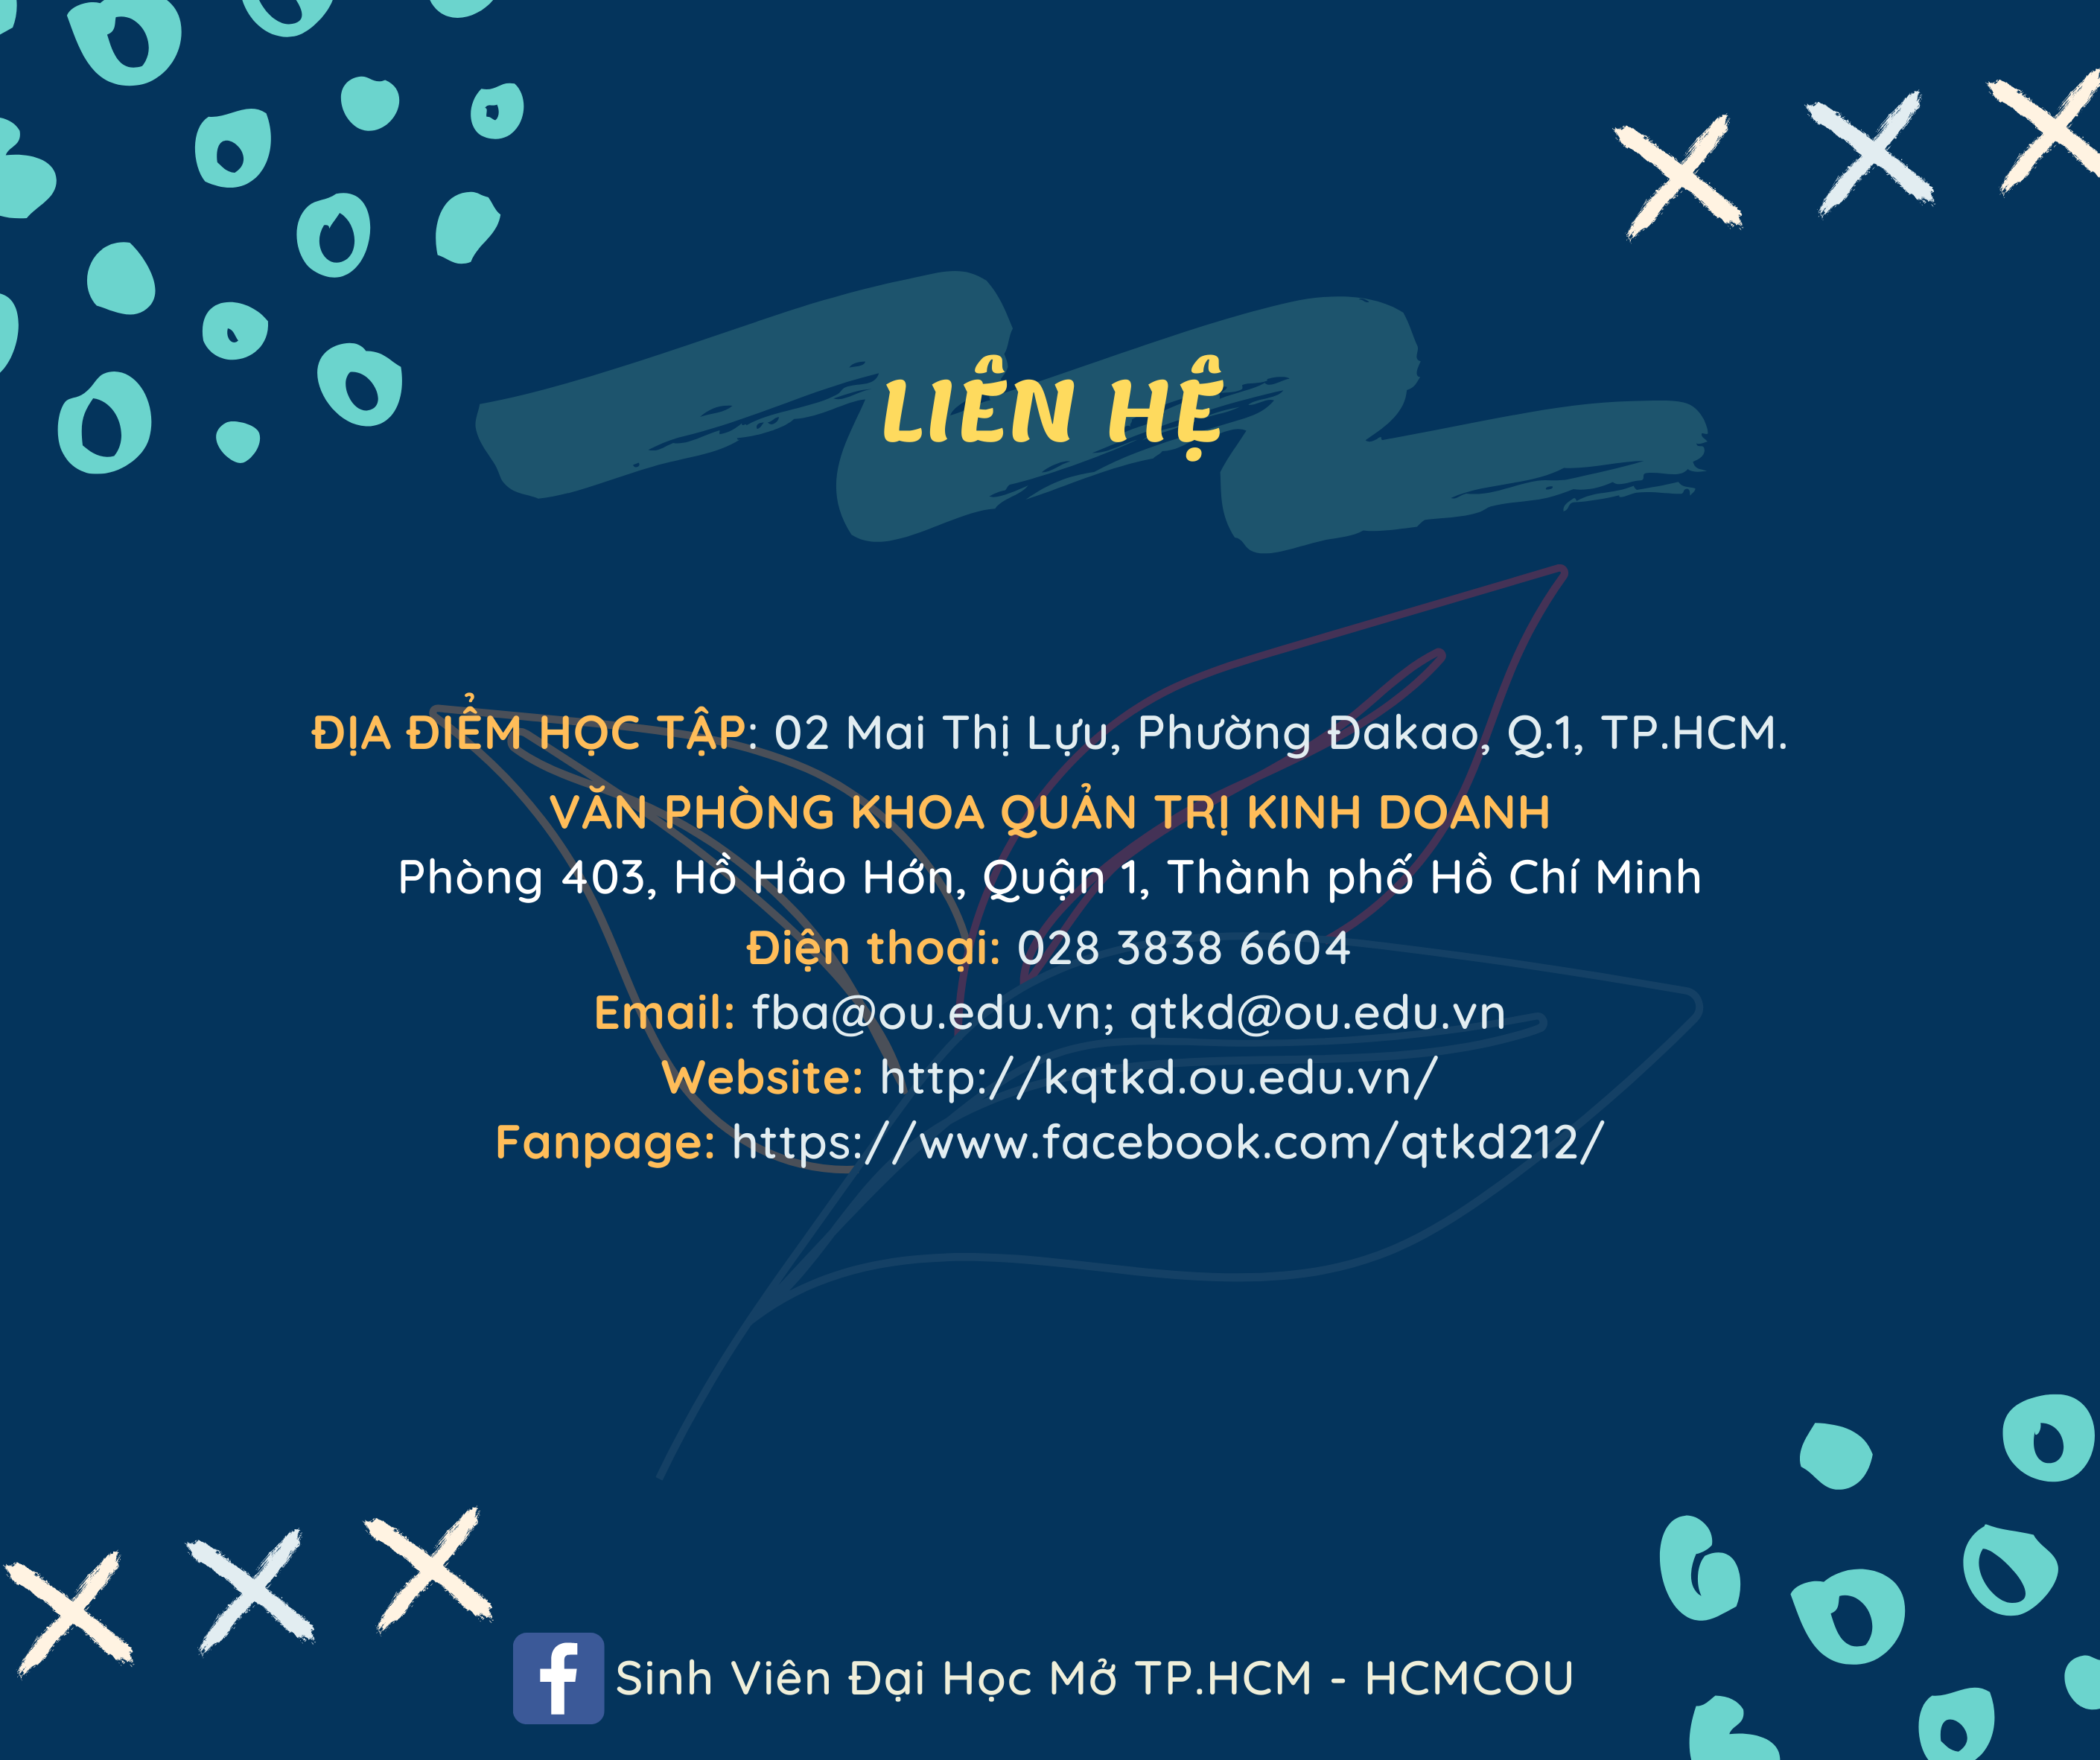 LIÊN HỆ
ĐỊA ĐIỂM HỌC TẬP: 02 Mai Thị Lựu, Phường Đakao, Q.1, TP.HCM.
VĂN PHÒNG KHOA QUẢN TRỊ KINH DOANH
Phòng 403, Hồ Hảo Hớn, Quận 1, Thành phố Hồ Chí Minh
Điện thoại: 028 3838 6604
Email: fba@ou.edu.vn; qtkd@ou.edu.vn
Website: http://kqtkd.ou.edu.vn/
Fanpage: https://www.facebook.com/qtkd212/
Sinh Viên Đại Học Mở TP.HCM - HCMCOU